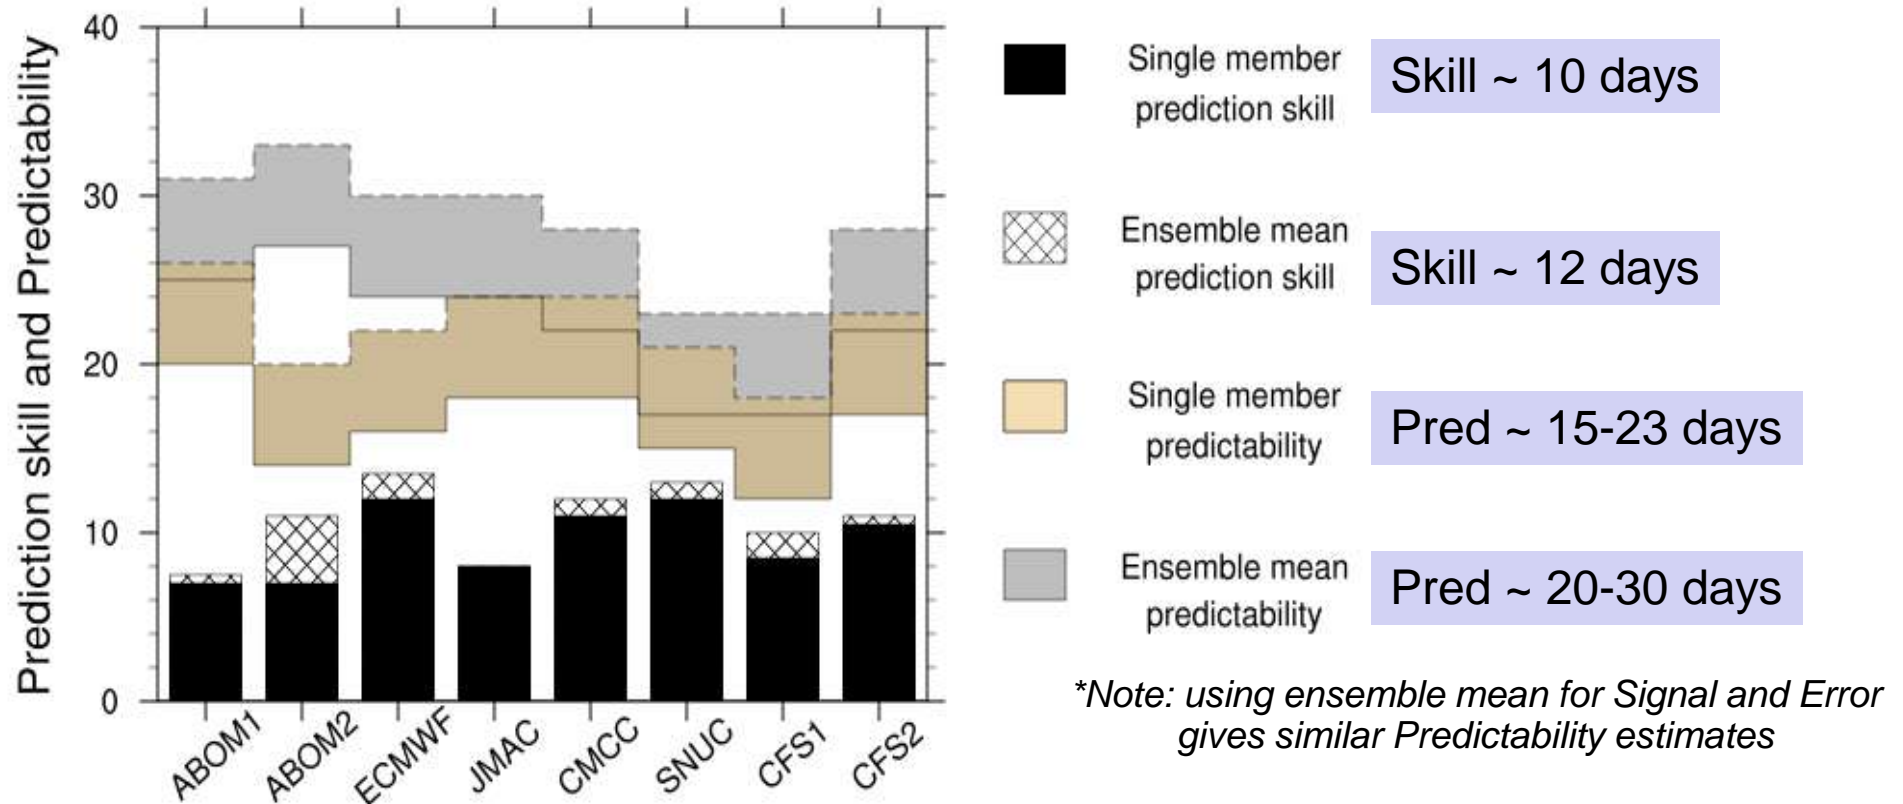 Prediction skill and Predictability
40
30
20
10
0
ABOM1
ABOM2
ECMWF
JMAC
CMCC
SNUC
CFS1
CFS2
Single member
prediction skill
Skill ~ 10 days
Ensemble mean
prediction skill
Skill ~ 12 days
Single member
predictability
Pred ~ 15-23 days
Ensemble mean
predictability
Pred ~ 20-30 days
*Note: using ensemble mean for Signal and Error
gives similar Predictability estimates